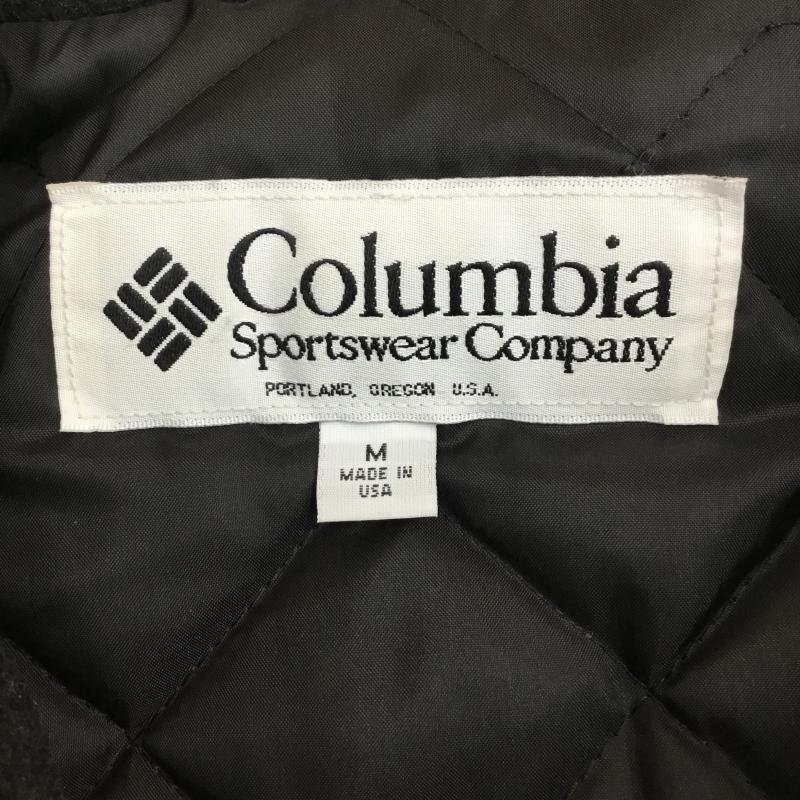 Columbia
Sportswear Company
PORTLAND, OREGON U.S.A.
M
MADE IN
USA